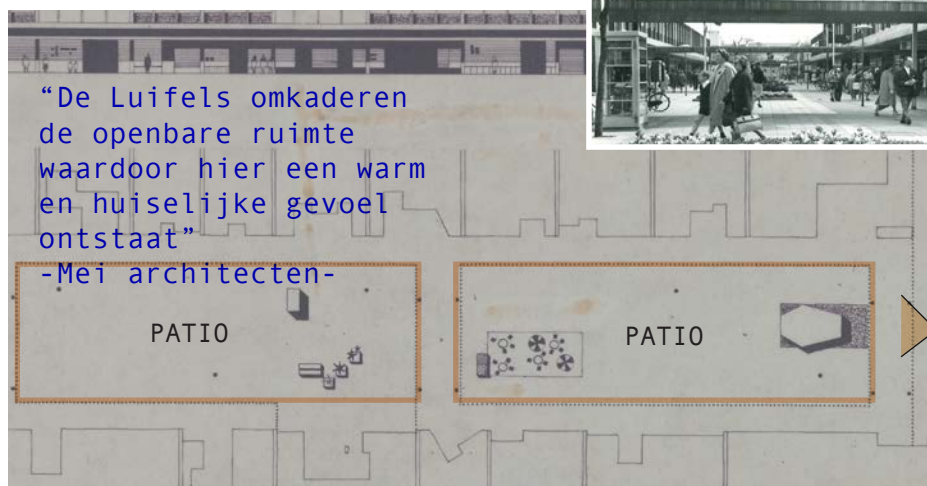 “De Luifels omkaderen
de openbare ruimte
waardoor hier een warm
en huiselijke gevoel
ontstaat”
-Mei architecten-
PATIO
PATIO